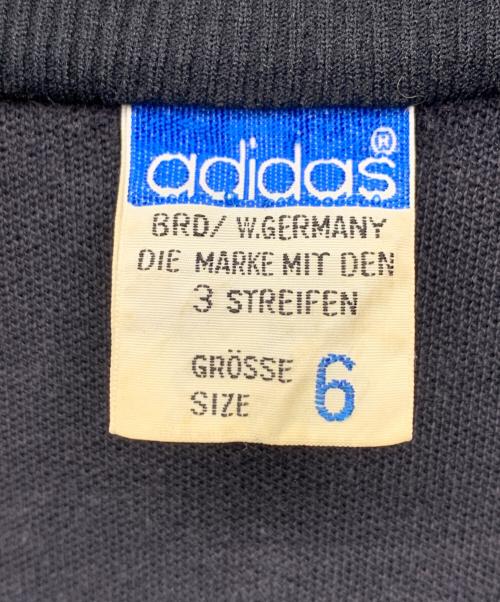 adidas®
BRD/ W.GERMANY
DIE MARKE MIT DEN
3 STREIFEN
GRÖSSE
SIZE 6